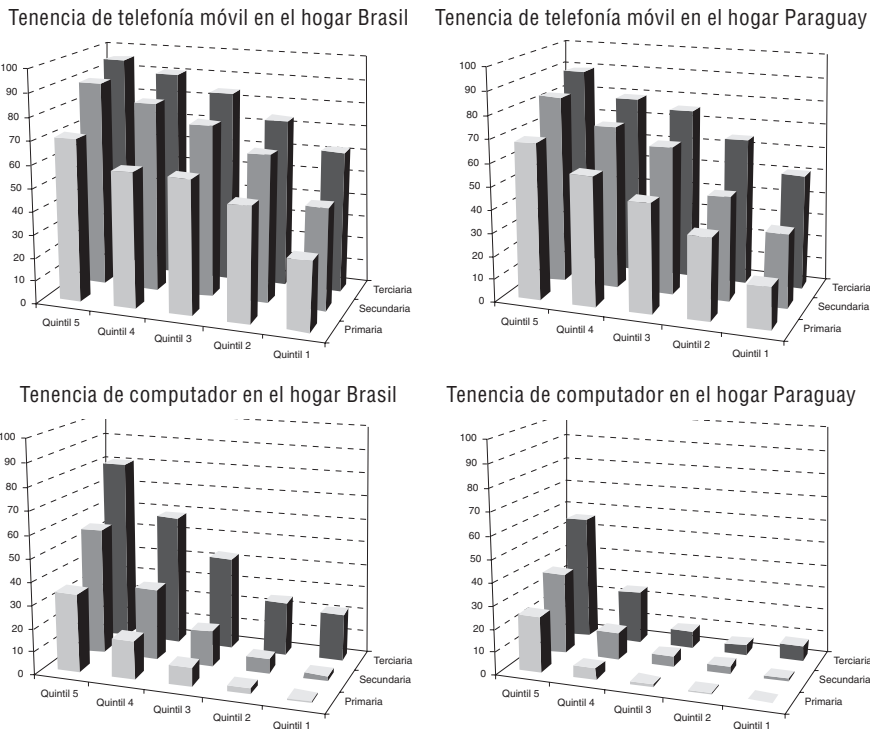 Tenencia de telefonía móvil en el hogar Brasil
100
90
80
70
60
50
40
30
20
10
0
Quintil 5
Quintil 4
Quintil 3
Quintil 2
Quintil 1
Terciaria
Secundaria
Primaria
Tenencia de telefonía móvil en el hogar Paraguay
100
90
80
70
60
50
40
30
20
10
0
Quintil 5
Quintil 4
Quintil 3
Quintil 2
Quintil 1
Terciaria
Secundaria
Primaria
Tenencia de computador en el hogar Brasil
100
90
80
70
60
50
40
30
20
10
0
Quintil 5
Quintil 4
Quintil 3
Quintil 2
Quintil 1
Terciaria
Secundaria
Primaria
Tenencia de computador en el hogar Paraguay
100
90
80
70
60
50
40
30
20
10
0
Quintil 5
Quintil 4
Quintil 3
Quintil 2
Quintil 1
Terciaria
Secundaria
Primaria